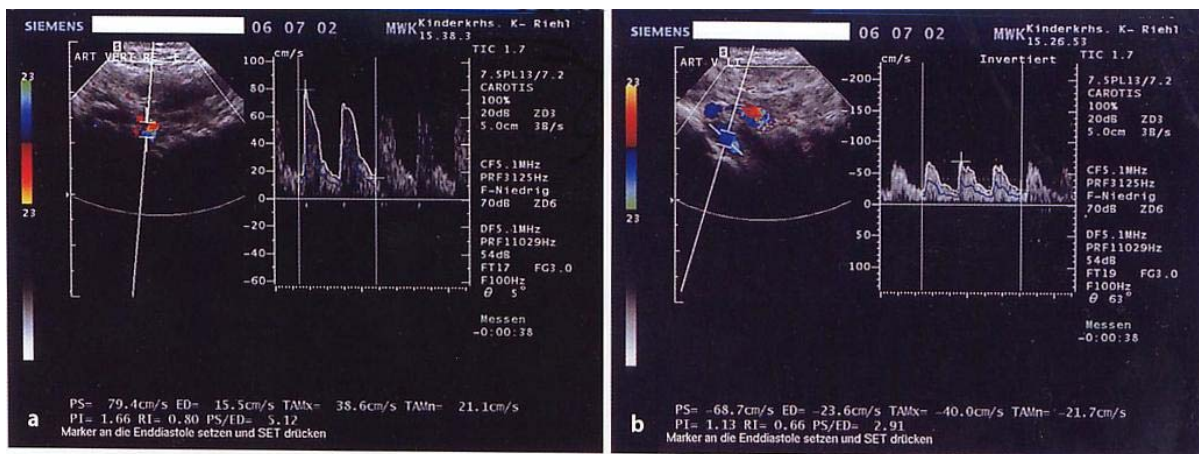 SIEMENS
06 07 02
MWK
Kinderkrhs. K- Riehl
15.38.3
TIC 1.7
ART VERT RE
23
23
cm/s
100
80
60
40
20
0
-20
-40
-60
7.5PL13/7.2
CAROTIS
100%
20dB ZD3
5.0cm 3B/s
CF5.1MHz
PRF3125Hz
F-Niedrig
70dB ZD6
DF5.1MHz
PRF11029Hz
54dB
FT17 FG3.0
F100Hz
θ 5°
Messen
-0:00:38
PS= 79.4cm/s ED= 15.5cm/s TAMx= 38.6cm/s TAMn= 21.1cm/s
PI= 1.66 RI= 0.80 PS/ED= 5.12
Marker an die Enddiastole setzen und SET drücken
a
SIEMENS
06 07 02
MWK
Kinderkrhs. K- Riehl
15.26.53
TIC 1.7
ART V LI
23
23
cm/s
Invertiert
-200
-150
-100
-50
0
50
100
7.5PL13/7.2
CAROTIS
100%
20dB ZD3
5.0cm 3B/s
CF5.1MHz
PRF3125Hz
F-Niedrig
70dB ZD6
DF5.1MHz
PRF11029Hz
54dB
FT19 FG3.0
F100Hz
θ 63°
Messen
-0:00:38
PS= -68.7cm/s ED= -23.6cm/s TAMx= -40.0cm/s TAMn= -21.7cm/s
PI= 1.13 RI= 0.66 PS/ED= 2.91
Marker an die Enddiastole setzen und SET drücken
b